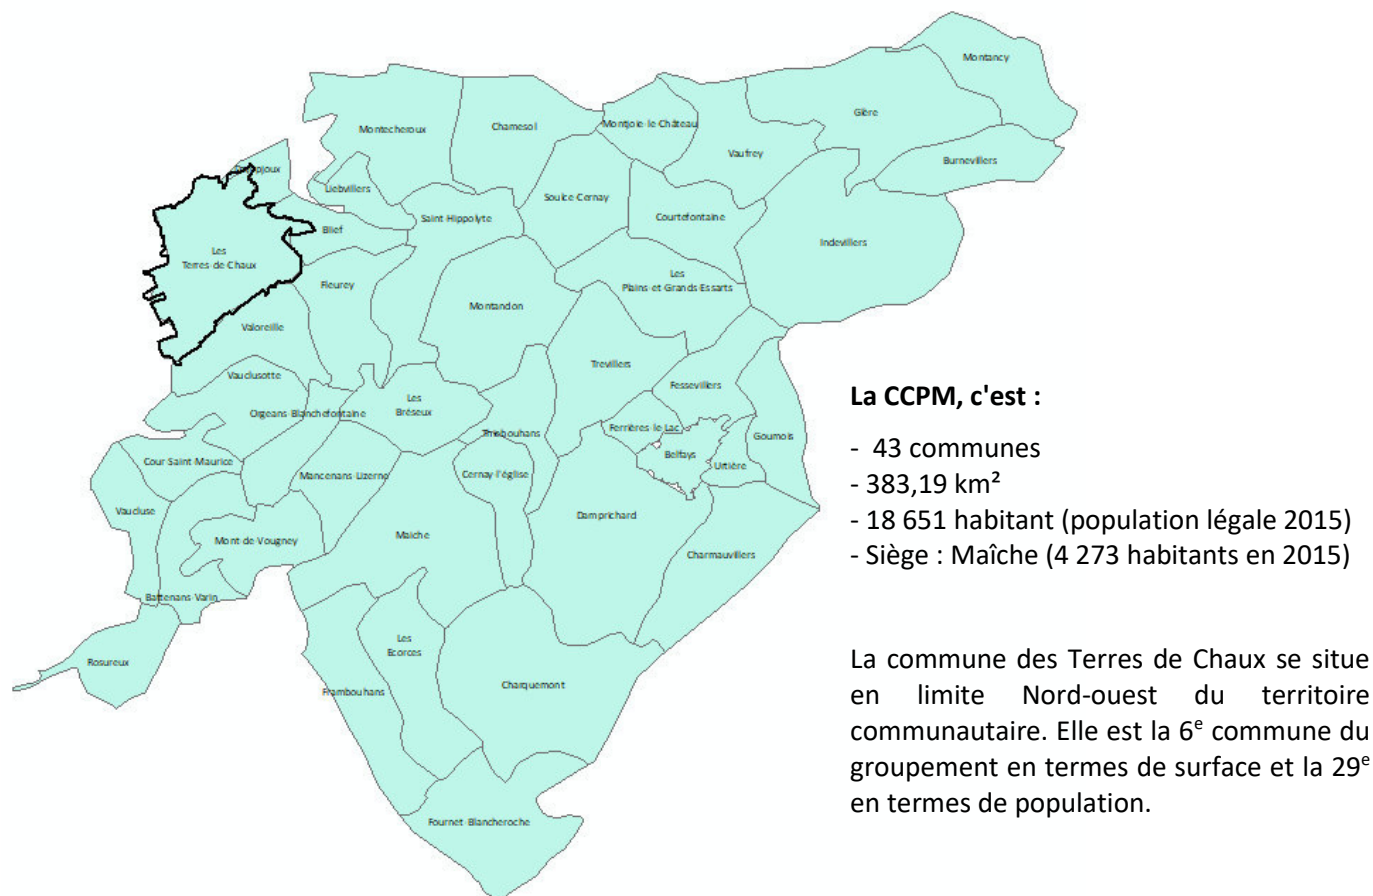 Montancy
Glère
Montecheroux
Chamesol
Montjoie-le-Château
Vaufrey
Burnevillers
Liebvillers
Soulce-Cernay
Saint-Hippolyte
Courtefontaine
Blief
Indevillers
Les
Terres-de-Chaux
Les
Plains-et-Grands-Essarts
Fleurey
Montandon
Valoreille
Trevillers
Vauclusotte
Fessevillers
Les
Bréseux
Orgeans-Blanchefontaine
Ferrières-le-Lac
Goumois
Thiébouhans
Belfays
Urtière
Cour-Saint-Maurice
Mancenans-Lizerne
Cernay-l'église
Vaucluse
Damprichard
Mont-de-Vougney
Maiche
Charmauvillers
Battenans-Varin
Les
Ecorces
Rosureux
Frambouhans
Charquemont
Fournet-Blancheroche
La CCPM, c'est :
- 43 communes
- 383,19 km²
- 18 651 habitant (population légale 2015)
- Siège : Maîche (4 273 habitants en 2015)
La commune des Terres de Chaux se situe
en limite Nord-ouest du territoire
communautaire. Elle est la 6e commune du
groupement en termes de surface et la 29e
en termes de population.